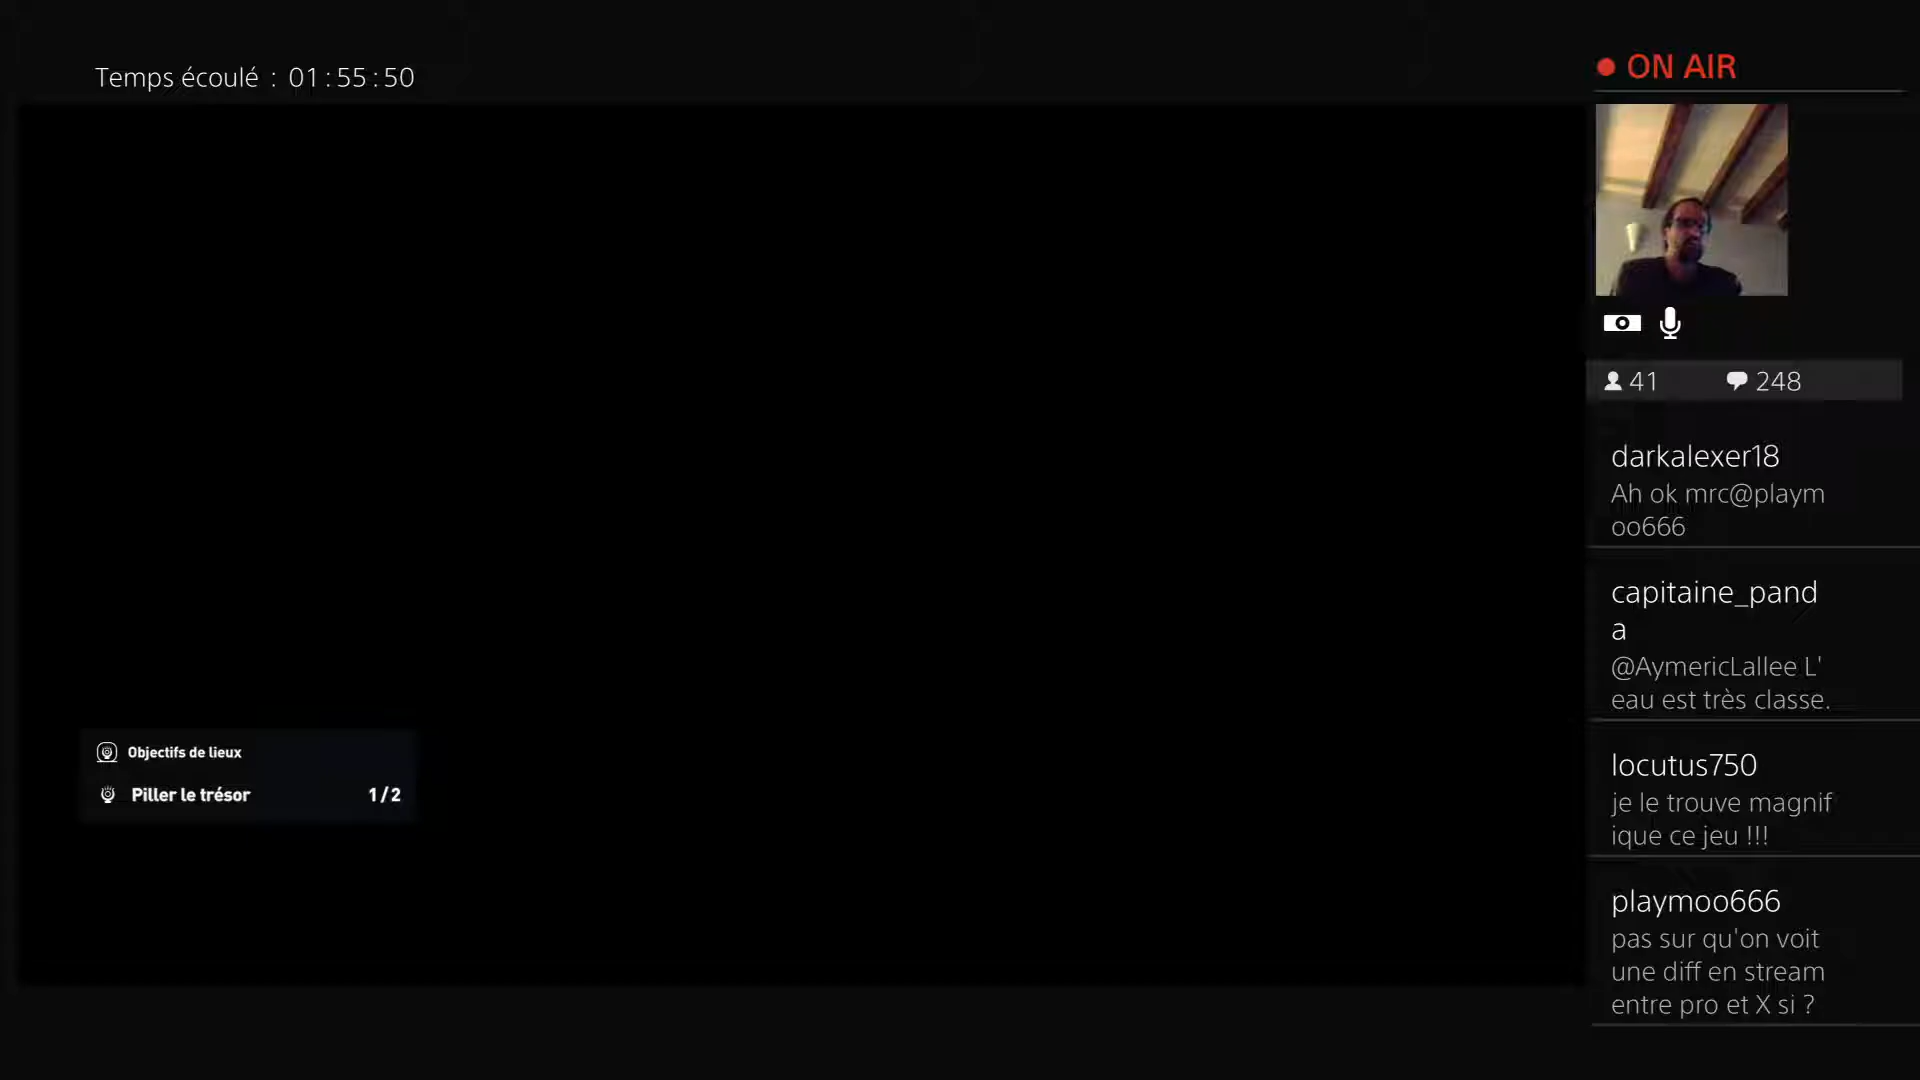 Temps écoulé : 01:55:50
ON AIR
41
248
darkalexer18
Ah ok mrc@playm
oo666
capitaine_pand
a
@AymericLallee L'
eau est très classe.
locutus750
je le trouve magnif
ique ce jeu !!!
playmoo666
pas sur qu'on voit
une diff en stream
entre pro et X si ?
Objectifs de lieux
Piller le trésor 1/2